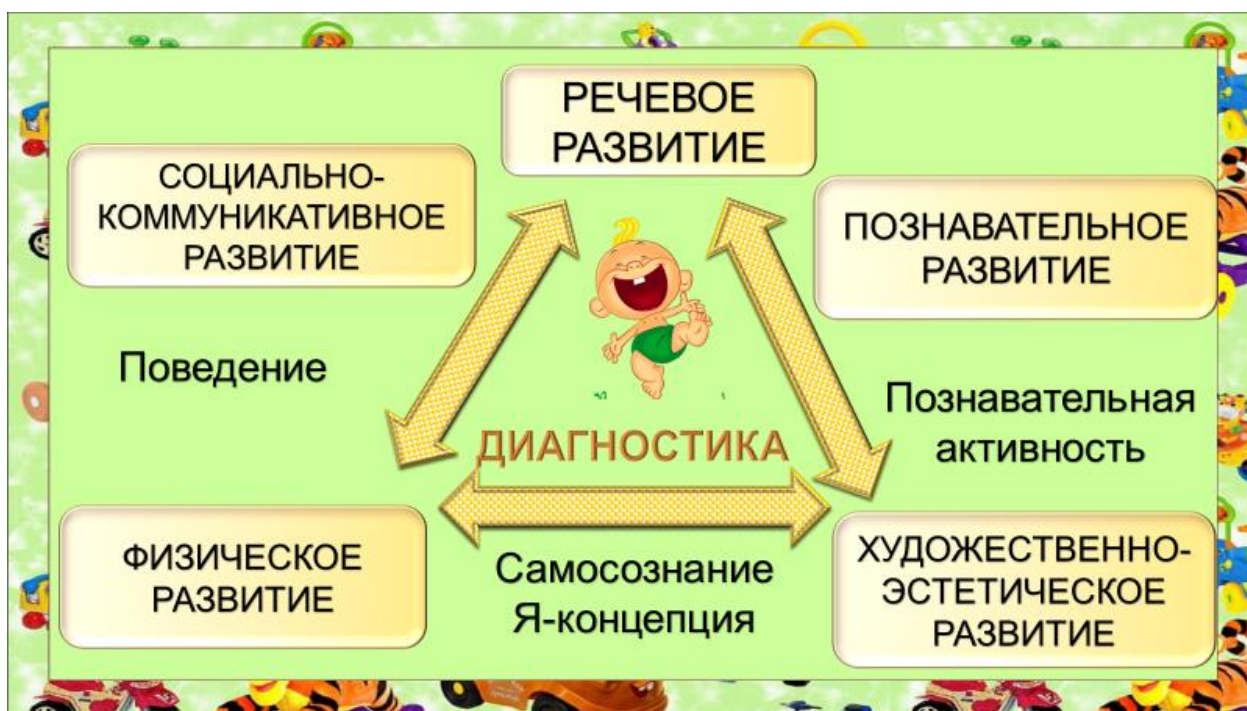 РЕЧЕВОЕ
РАЗВИТИЕ
СОЦИАЛЬНО-
КОММУНИКАТИВНОЕ
РАЗВИТИЕ
ПОЗНАВАТЕЛЬНОЕ
РАЗВИТИЕ
Поведение
Познавательная
активность
ДИАГНОСТИКА
ФИЗИЧЕСКОЕ
РАЗВИТИЕ
Самосознание
Я-концепция
ХУДОЖЕСТВЕННО-
ЭСТЕТИЧЕСКОЕ
РАЗВИТИЕ